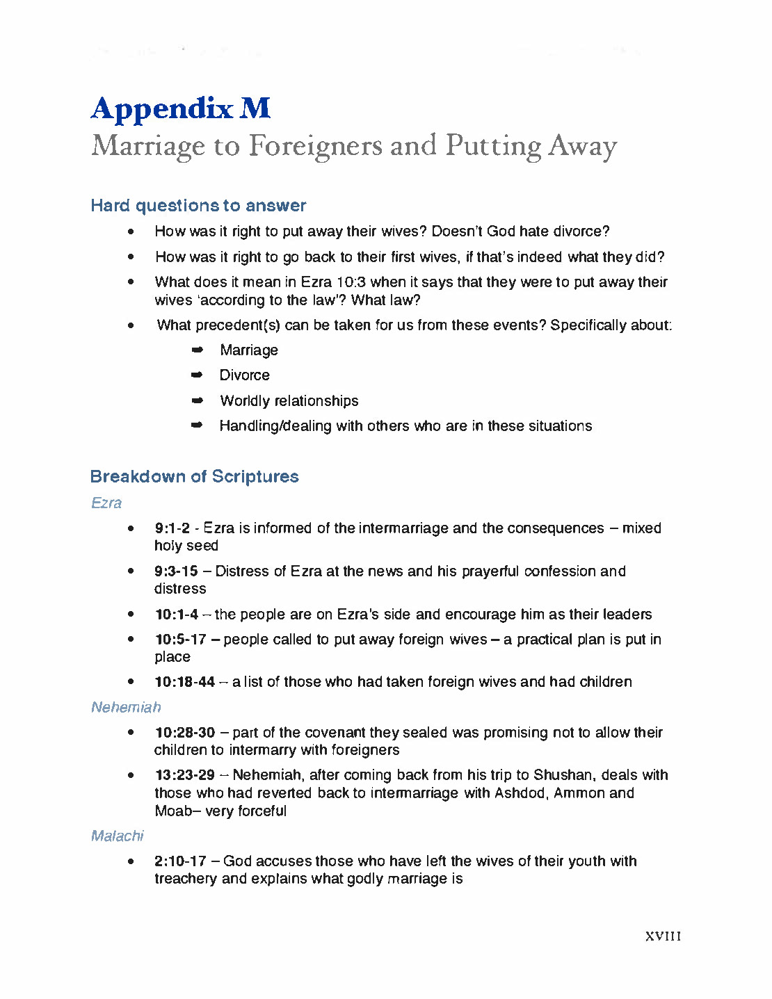 Appendix M
Marriage to Foreigners and Putting Away
Hard questions to answer
• How was it right to put away their wives? Doesn't God hate divorce?
• How was it right to go back to their first wives, if that's indeed what they did?
• What does it mean in Ezra 10:3 when it says that they were to put away their
wives 'according to the law'? What law?
• What precedent(s) can be taken for us from these events? Specifically about:
➡ Marriage
➡ Divorce
➡ Worldly relationships
➡ Handling/dealing with others who are in these situations
Breakdown of Scriptures
Ezra
• 9:1-2 - Ezra is informed of the intermarriage and the consequences – mixed
holy seed
• 9:3-15 – Distress of Ezra at the news and his prayerful confession and
distress
• 10:1-4 – the people are on Ezra's side and encourage him as their leaders
• 10:5-17 – people called to put away foreign wives – a practical plan is put in
place
• 10:18-44 – a list of those who had taken foreign wives and had children
Nehemiah
• 10:28-30 – part of the covenant they sealed was promising not to allow their
children to intermarry with foreigners
• 13:23-29 – Nehemiah, after coming back from his trip to Shushan, deals with
those who had reverted back to intermarriage with Ashdod, Ammon and
Moab– very forceful
Malachi
• 2:10-17 – God accuses those who have left the wives of their youth with
treachery and explains what godly marriage is
XVIII